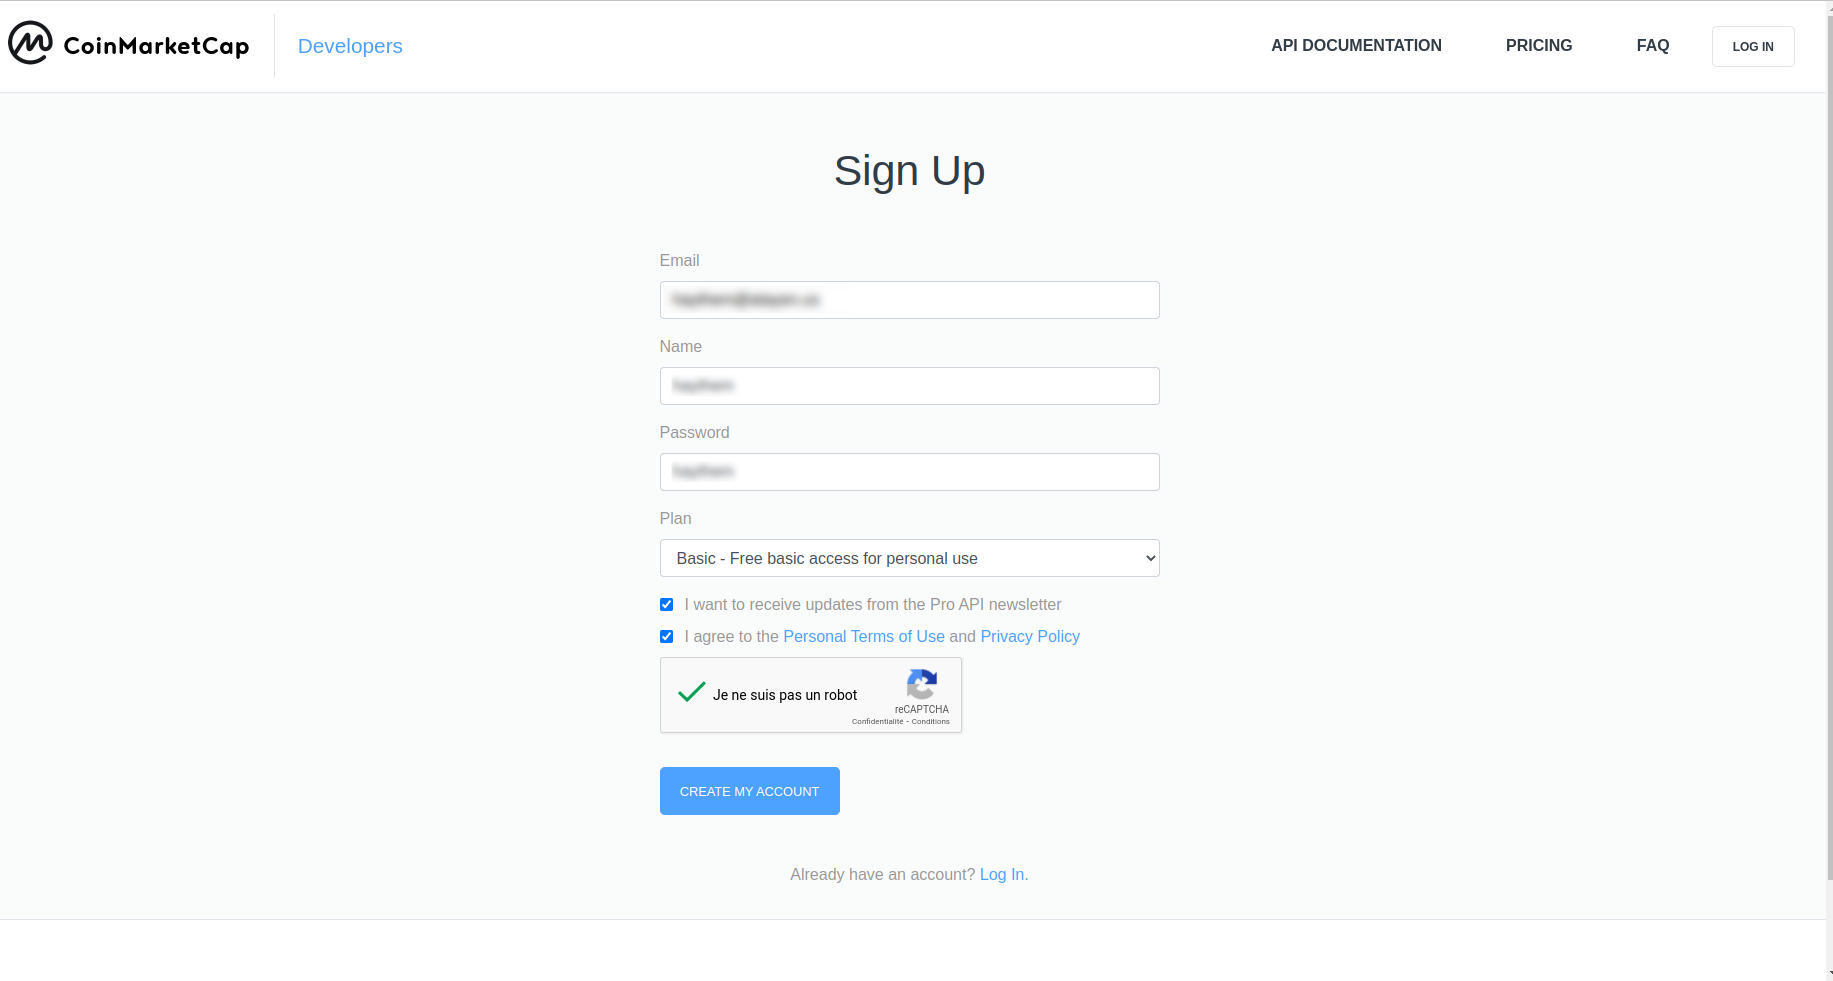 CoinMarketCap
Developers
API DOCUMENTATION
PRICING
FAQ
LOG IN
Sign Up
Email
Name
Password
Plan
Basic - Free basic access for personal use
I want to receive updates from the Pro API newsletter
I agree to the Personal Terms of Use and Privacy Policy
Je ne suis pas un robot
reCAPTCHA
Confidentialité - Conditions
CREATE MY ACCOUNT
Already have an account? Log In.